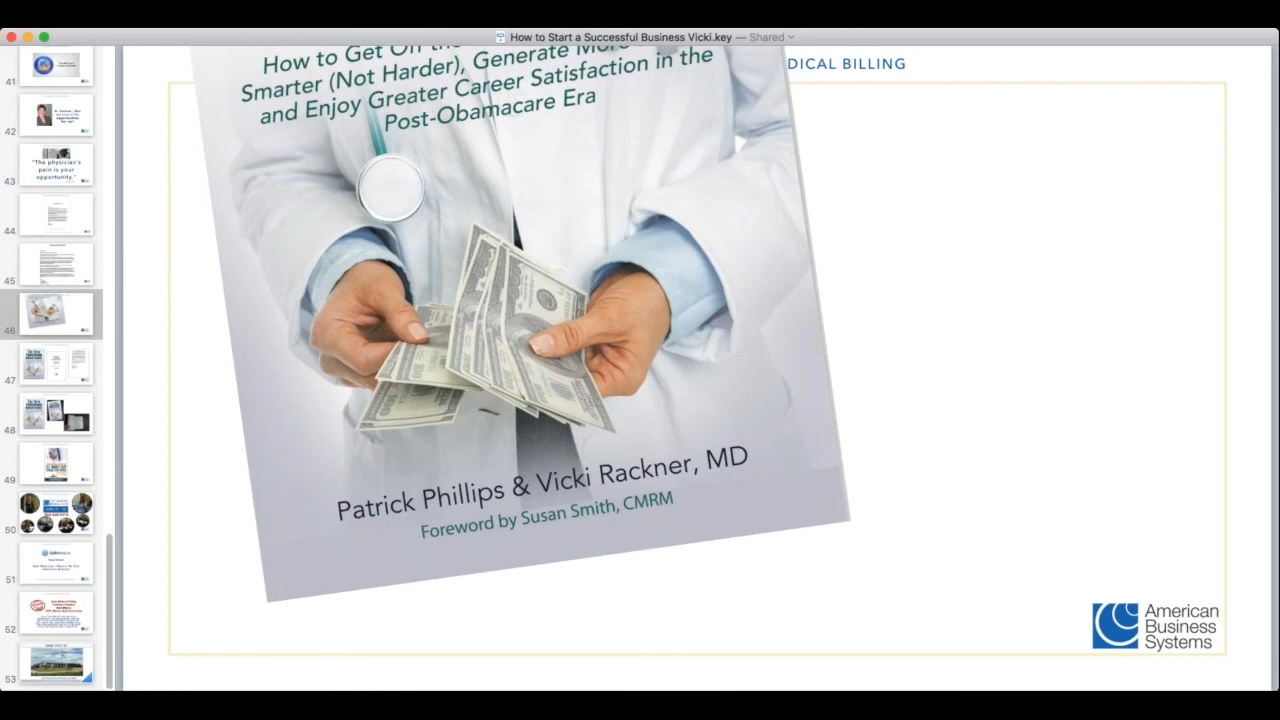 How to Start a Successful Business Vicki.key — Shared
DICAL BILLING
How to Get Off the
Smarter (Not Harder), Generate More
and Enjoy Greater Career Satisfaction in the
Post-Obamacare Era
Patrick Phillips & Vicki Rackner, MD
Foreword by Susan Smith, CMRM
American
Business
Systems
41
42
43
"The physician's
pain is your
opportunity."
44
45
46
47
48
49
50
51
52
53